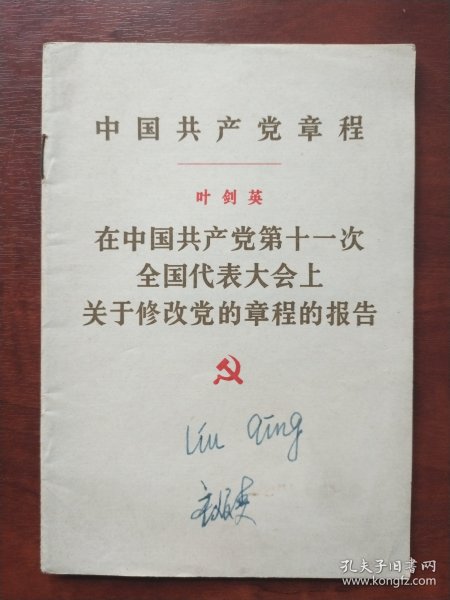 中国共产党章程
叶剑英
在中国共产党第十一次
全国代表大会上
关于修改党的章程的报告
Liu Qing
孔夫子旧书网
www.kongfz.com